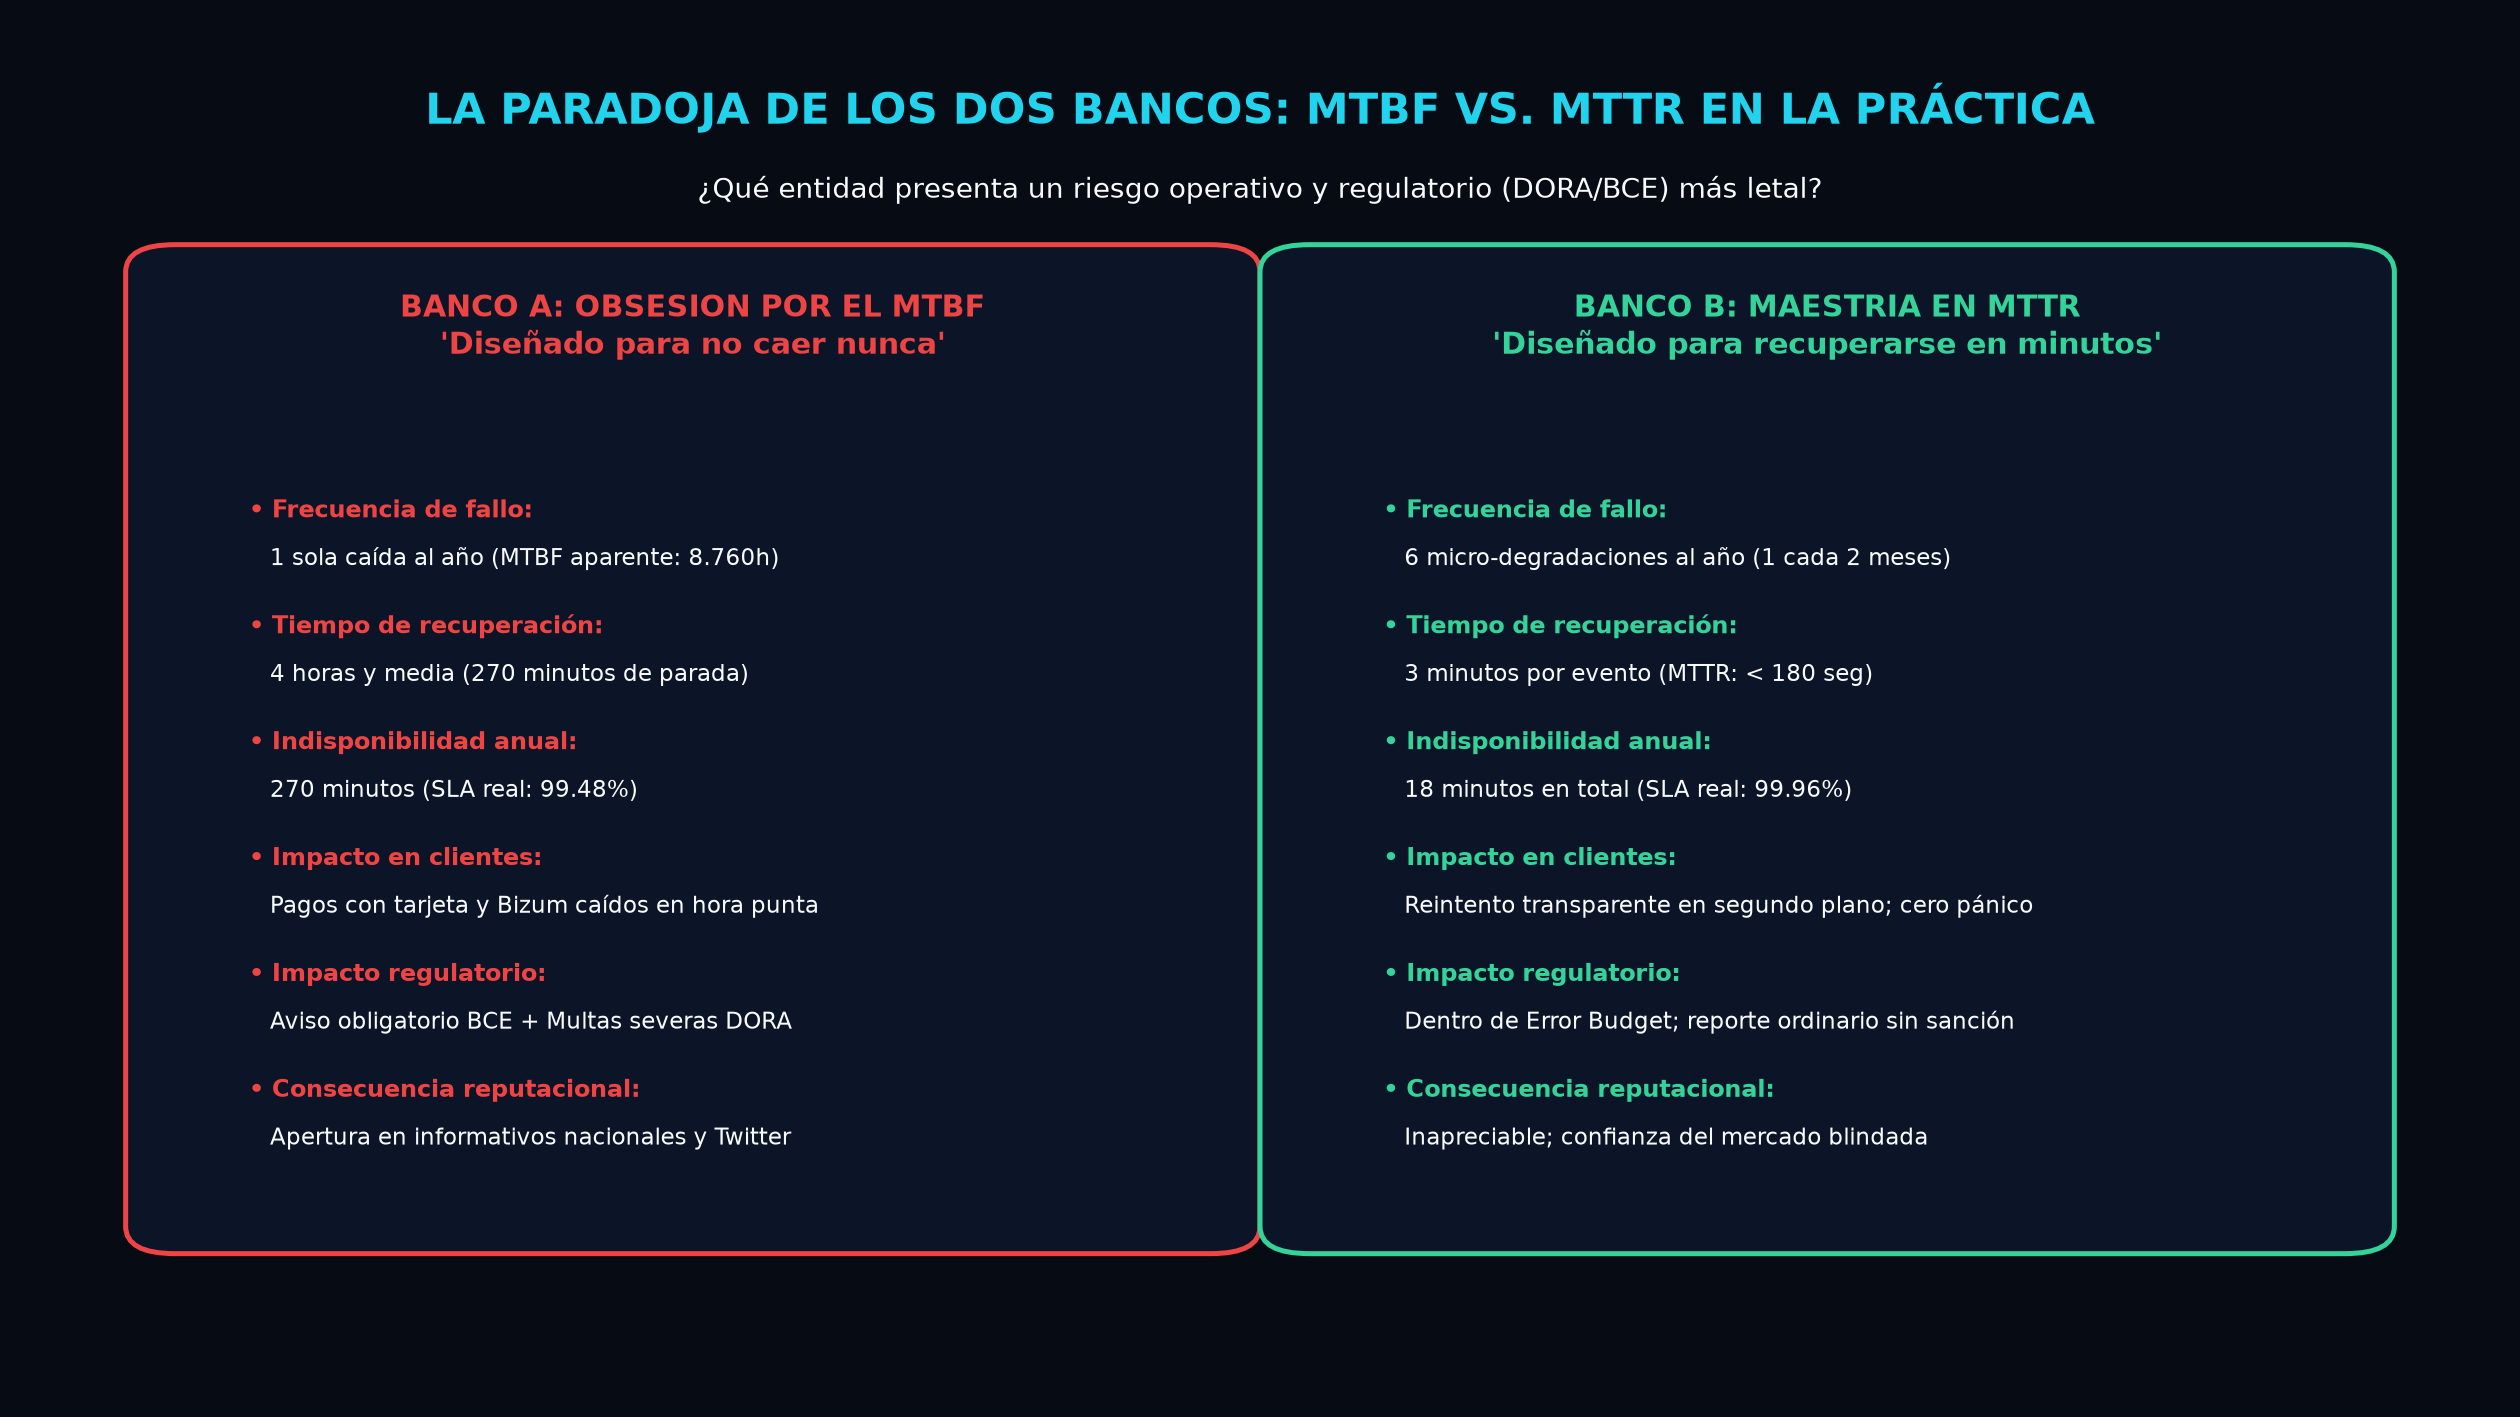 LA PARADOJA DE LOS DOS BANCOS: MTBF VS. MTTR EN LA PRÁCTICA
¿Qué entidad presenta un riesgo operativo y regulatorio (DORA/BCE) más letal?
BANCO A: OBSESION POR EL MTBF
'Diseñado para no caer nunca'
• Frecuencia de fallo:
1 sola caída al año (MTBF aparente: 8.760h)
• Tiempo de recuperación:
4 horas y media (270 minutos de parada)
• Indisponibilidad anual:
270 minutos (SLA real: 99.48%)
• Impacto en clientes:
Pagos con tarjeta y Bizum caídos en hora punta
• Impacto regulatorio:
Aviso obligatorio BCE + Multas severas DORA
• Consecuencia reputacional:
Apertura en informativos nacionales y Twitter
BANCO B: MAESTRIA EN MTTR
'Diseñado para recuperarse en minutos'
• Frecuencia de fallo:
6 micro-degradaciones al año (1 cada 2 meses)
• Tiempo de recuperación:
3 minutos por evento (MTTR: < 180 seg)
• Indisponibilidad anual:
18 minutos en total (SLA real: 99.96%)
• Impacto en clientes:
Reintento transparente en segundo plano; cero pánico
• Impacto regulatorio:
Dentro de Error Budget; reporte ordinario sin sanción
• Consecuencia reputacional:
Inapreciable; confianza del mercado blindada